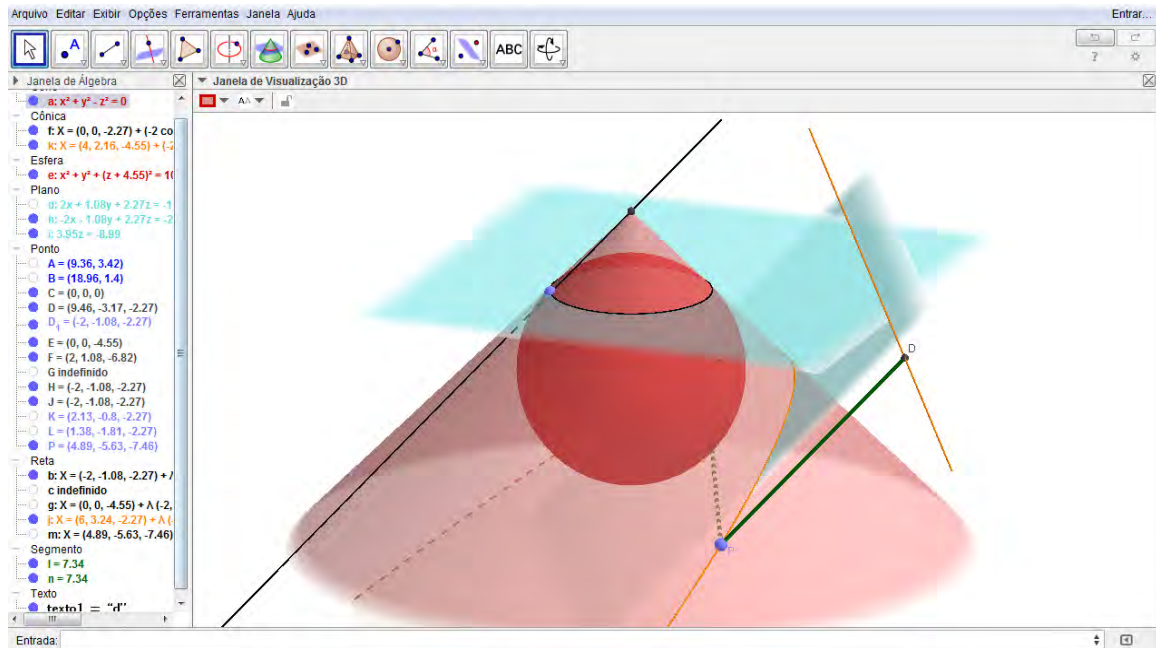 Arquivo Editar Exibir Opções Ferramentas Janela Ajuda
Entrar...
ABC
Janela de Álgebra
Janela de Visualização 3D
AA
a: x² + y² - z² = 0
Cônica
f: X = (0, 0, -2.27) + (-2 co
k: X = (4, 2.16, -4.55) + (-2
Esfera
e: x² + y² + (z + 4.55)² = 10
Plano
d: 2x + 1.08y + 2.27z = -1
h: -2x - 1.08y + 2.27z = -2
i: 3.95z = -8.99
Ponto
A = (9.36, 3.42)
B = (18.96, 1.4)
C = (0, 0, 0)
D = (9.46, -3.17, -2.27)
D₁ = (-2, -1.08, -2.27)
E = (0, 0, -4.55)
F = (2, 1.08, -6.82)
G indefinido
H = (-2, -1.08, -2.27)
J = (-2, -1.08, -2.27)
K = (2.13, -0.8, -2.27)
L = (1.38, -1.81, -2.27)
P = (4.89, -5.63, -7.46)
Reta
b: X = (-2, -1.08, -2.27) + λ
c indefinido
g: X = (0, 0, -4.55) + λ (-2,
j: X = (6, 3.24, -2.27) + λ (
m: X = (4.89, -5.63, -7.46)
Segmento
l = 7.34
n = 7.34
Texto
texto1 = "d"
D
P
Entrada: